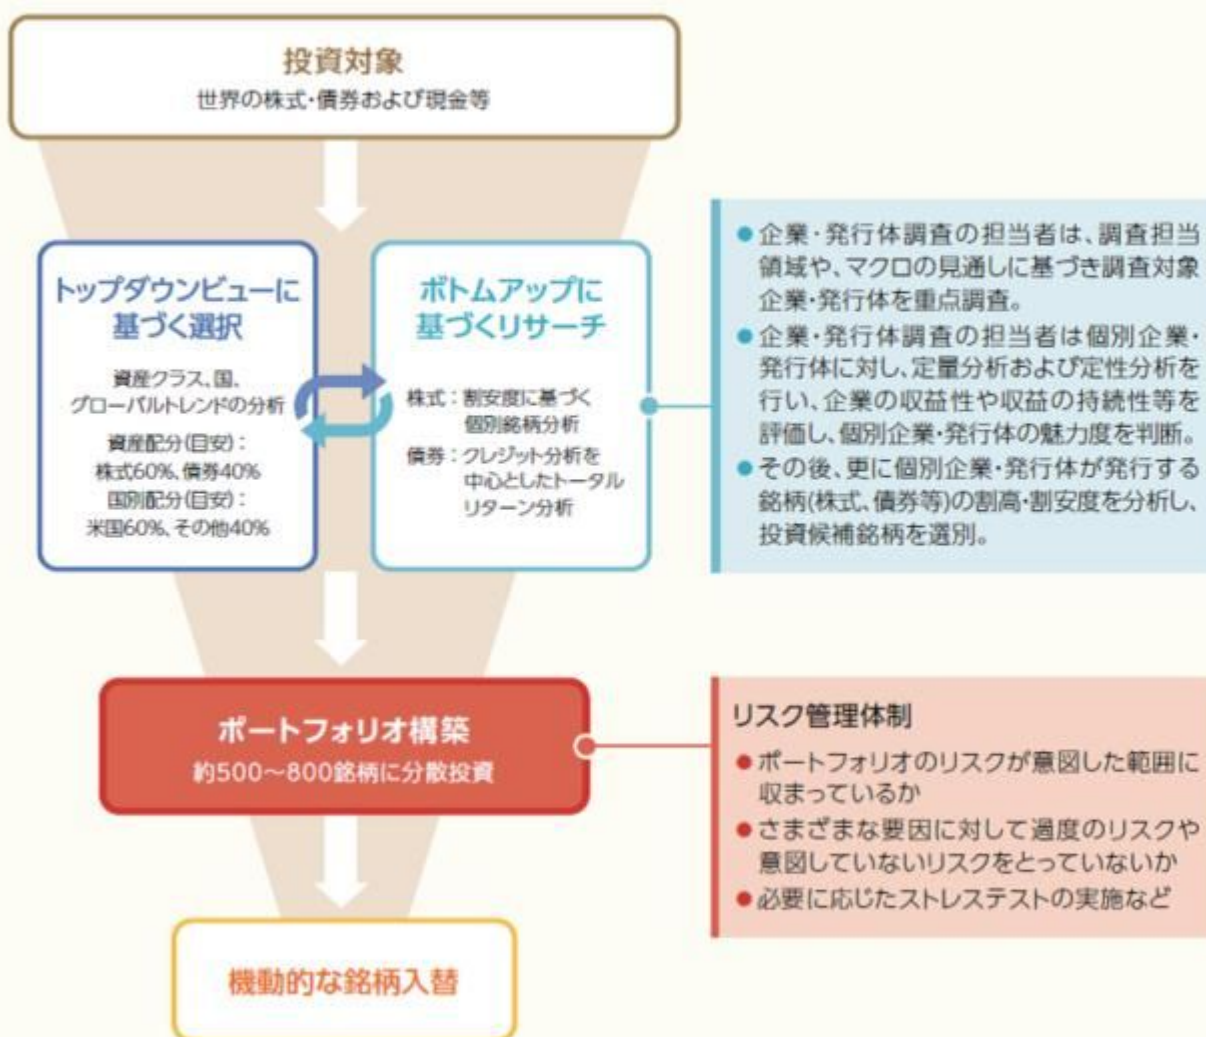 投資対象
世界の株式・債券および現金等
トップダウンビューに
基づく選択
資産クラス、国、
グローバルトレンドの分析
資産配分(目安)：
株式60%、債券40%
国別配分(目安)：
米国60%、その他40%
ボトムアップに
基づくリサーチ
株式：割安度に基づく
個別銘柄分析
債券：クレジット分析を
中心としたトータル
リターン分析
●企業・発行体調査の担当者は、調査担当
領域や、マクロの見通しに基づき調査対象
企業・発行体を重点調査。
●企業・発行体調査の担当者は個別企業・
発行体に対し、定量分析および定性分析を
行い、企業の収益性や収益の持続性等を
評価し、個別企業・発行体の魅力度を判断。
●その後、更に個別企業・発行体が発行する
銘柄(株式、債券等)の割高・割安度を分析し、
投資候補銘柄を選別。
ポートフォリオ構築
約500〜800銘柄に分散投資
リスク管理体制
●ポートフォリオのリスクが意図した範囲に
収まっているか
●さまざまな要因に対して過度のリスクや
意図していないリスクをとっていないか
●必要に応じたストレステストの実施など
機動的な銘柄入替